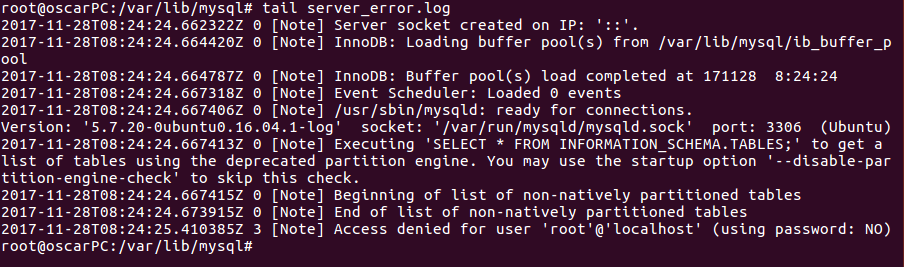 root@oscarPC:/var/lib/mysql# tail server_error.log
2017-11-28T08:24:24.662322Z 0 [Note] Server socket created on IP: '::'.
2017-11-28T08:24:24.664420Z 0 [Note] InnoDB: Loading buffer pool(s) from /var/lib/mysql/ib_buffer_p
ool
2017-11-28T08:24:24.664787Z 0 [Note] InnoDB: Buffer pool(s) load completed at 171128  8:24:24
2017-11-28T08:24:24.667318Z 0 [Note] Event Scheduler: Loaded 0 events
2017-11-28T08:24:24.667406Z 0 [Note] /usr/sbin/mysqld: ready for connections.
Version: '5.7.20-0ubuntu0.16.04.1-log'  socket: '/var/run/mysqld/mysqld.sock'  port: 3306  (Ubuntu)
2017-11-28T08:24:24.667413Z 0 [Note] Executing 'SELECT * FROM INFORMATION_SCHEMA.TABLES;' to get a
list of tables using the deprecated partition engine. You may use the startup option '--disable-par
tition-engine-check' to skip this check.
2017-11-28T08:24:24.667415Z 0 [Note] Beginning of list of non-natively partitioned tables
2017-11-28T08:24:24.673915Z 0 [Note] End of list of non-natively partitioned tables
2017-11-28T08:24:25.410385Z 3 [Note] Access denied for user 'root'@'localhost' (using password: NO)
root@oscarPC:/var/lib/mysql#